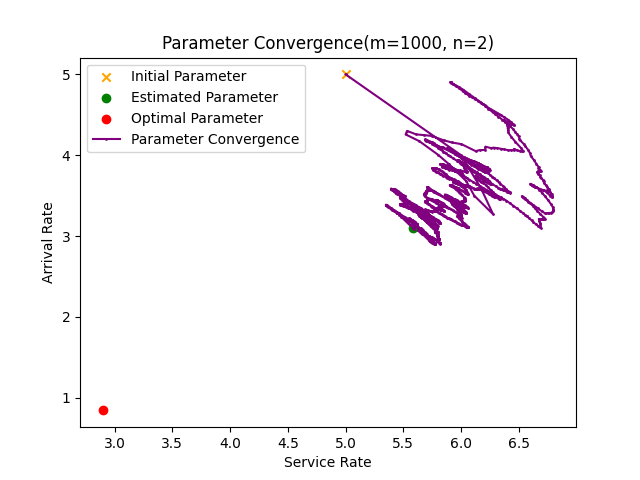 Parameter Convergence(m=1000, n=2)
Initial Parameter
Estimated Parameter
Optimal Parameter
Parameter Convergence
5
4
3
2
1
Arrival Rate
3.0 3.5 4.0 4.5 5.0 5.5 6.0 6.5
Service Rate